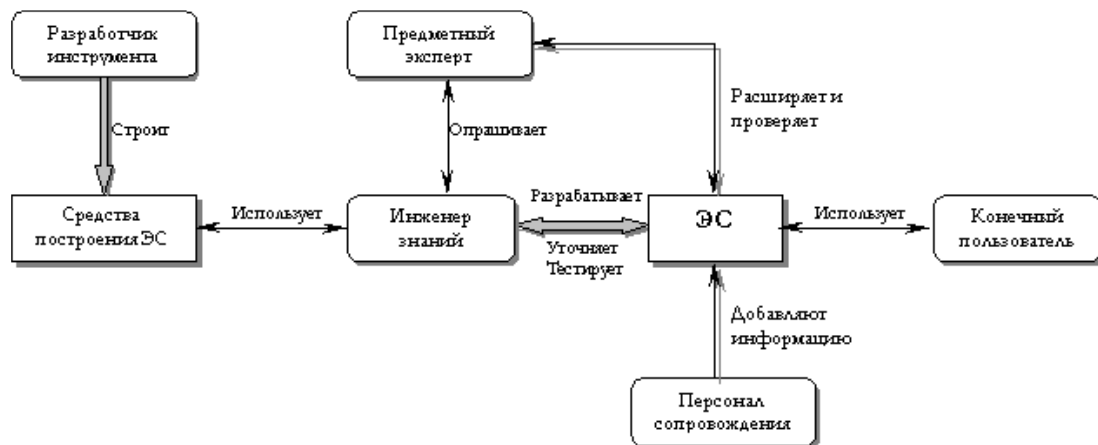 Разработчик
инструмента
Предметный
эксперт
Расширяет и
проверяет
Строит
Опрашивает
Средства
построения ЭС
Использует
Инженер
знаний
Разрабатывает
Уточняет
Тестирует
ЭС
Использует
Конечный
пользователь
Добавляют
информацию
Персонал
сопровождения